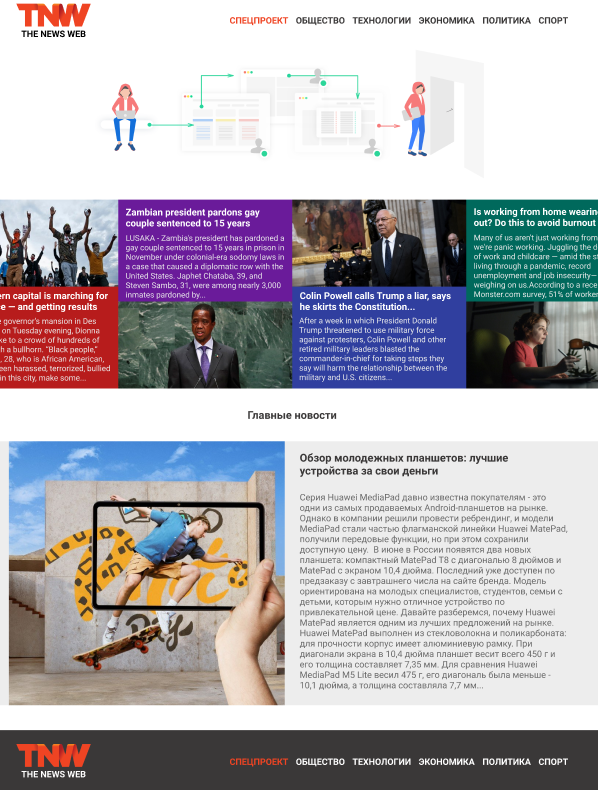 TNW
THE NEWS WEB
СПЕЦПРОЕКТ ОБЩЕСТВО ТЕХНОЛОГИИ ЭКОНОМИКА ПОЛИТИКА СПОРТ
ern capital is marching for
e — and getting results
e governor's mansion in Des
on Tuesday evening, Dionna
ke to a crowd of hundreds of
h a bullhorn. "Black people,"
, 28, who is African American,
een harassed, terrorized, bullied
in this city, make some...
Zambian president pardons gay
couple sentenced to 15 years
LUSAKA - Zambia's president has pardoned a
gay couple sentenced to 15 years in prison in
November under colonial-era sodomy laws in
a case that caused a diplomatic row with the
United States. Japhet Chataba, 39, and
Steven Sambo, 31, were among nearly 3,000
inmates pardoned by...
Colin Powell calls Trump a liar, says
he skirts the Constitution...
After a week in which President Donald
Trump threatened to use military force
against protesters, Colin Powell and other
retired military leaders blasted the
commander-in-chief for taking steps they
say will harm the relationship between the
military and U.S. citizens...
Is working from home wearin
out? Do this to avoid burnout
Many of us aren't just working from
we're panic working. Juggling the d
of work and childcare — amid the st
living through a pandemic, record
unemployment and job insecurity—
weighing on us.According to a rece
Monster.com survey, 51% of worker
Главные новости
Обзор молодежных планшетов: лучшие
устройства за свои деньги
Серия Huawei MediaPad давно известна покупателям - это
одни из самых продаваемых Android-планшетов на рынке.
Однако в компании решили провести ребрендинг, и модели
MediaPad стали частью флагманской линейки Huawei MatePad,
получили передовые функции, но при этом сохранили
доступную цену. В июне в России появятся два новых
планшета: компактный MatePad T8 с диагональю 8 дюймов и
MatePad с экраном 10,4 дюйма. Последний уже доступен по
предзаказу с завтрашнего числа на сайте бренда. Модель
ориентирована на молодых специалистов, студентов, семьи с
детьми, которым нужно отличное устройство по
привлекательной цене. Давайте разберемся, почему Huawei
MatePad является одним из лучших предложений на рынке.
Huawei MatePad выполнен из стекловолокна и поликарбоната:
для прочности корпус имеет алюминиевую рамку. При
диагонали экрана в 10,4 дюйма планшет весит всего 450 г и
его толщина составляет 7,35 мм. Для сравнения Huawei
MediaPad M5 Lite весил 475 г, его диагональ была меньше -
10,1 дюйма, а толщина составляла 7,7 мм...
TNW
THE NEWS WEB
СПЕЦПРОЕКТ ОБЩЕСТВО ТЕХНОЛОГИИ ЭКОНОМИКА ПОЛИТИКА СПОРТ